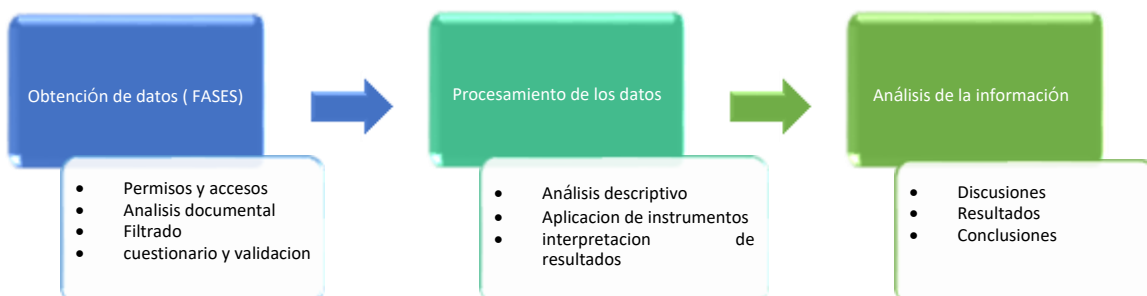 Obtención de datos ( FASES)
• Permisos y accesos
• Analisis documental
• Filtrado
• cuestionario y validacion
Procesamiento de los datos
• Análisis descriptivo
• Aplicacion de instrumentos
• interpretacion de
resultados
Análisis de la información
• Discusiones
• Resultados
• Conclusiones